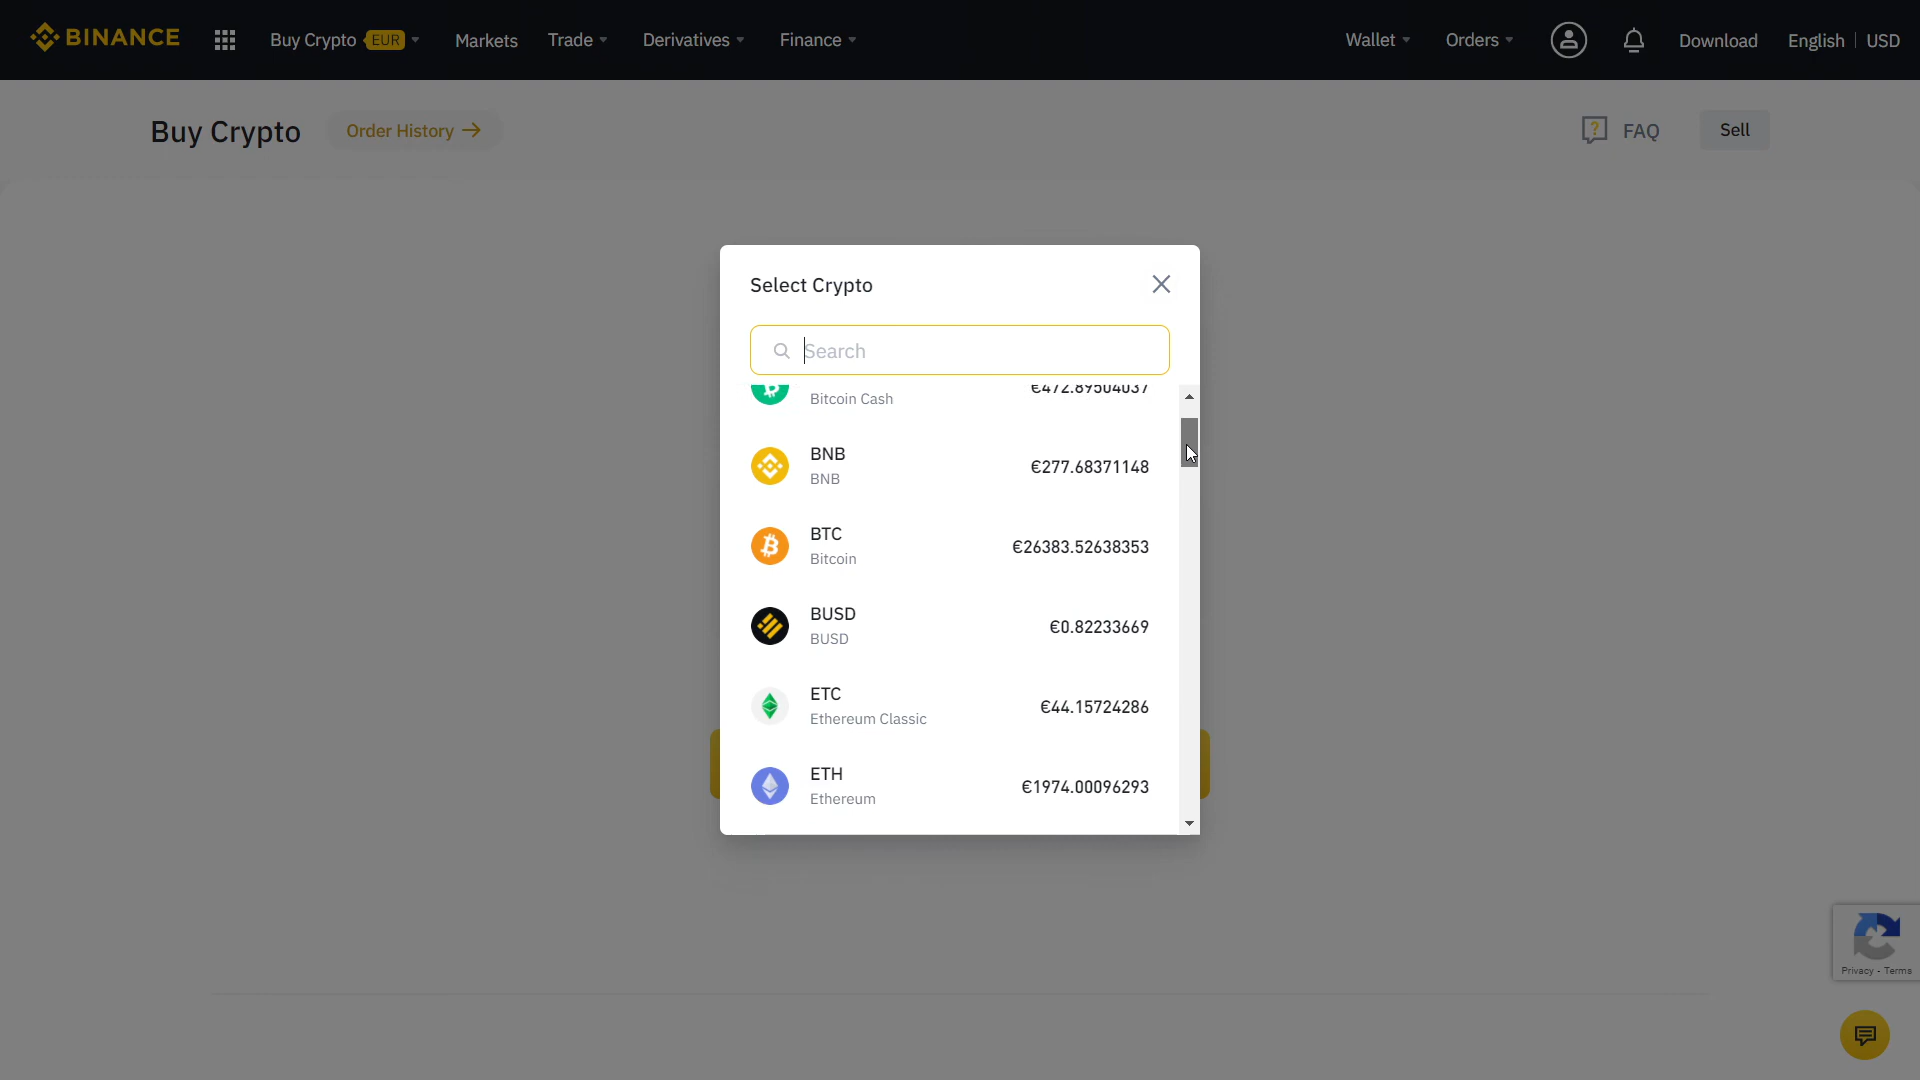 BINANCE
Buy Crypto EUR Markets Trade Derivatives Finance Wallet Orders Download English USD
Buy Crypto Order History → FAQ Sell
Select Crypto
Search
€472.89504037
Bitcoin Cash
BNB
BNB
€277.68371148
BTC
Bitcoin
€26383.52638353
BUSD
BUSD
€0.82233669
ETC
Ethereum Classic
€44.15724286
ETH
Ethereum
€1974.00096293
Privacy - Terms